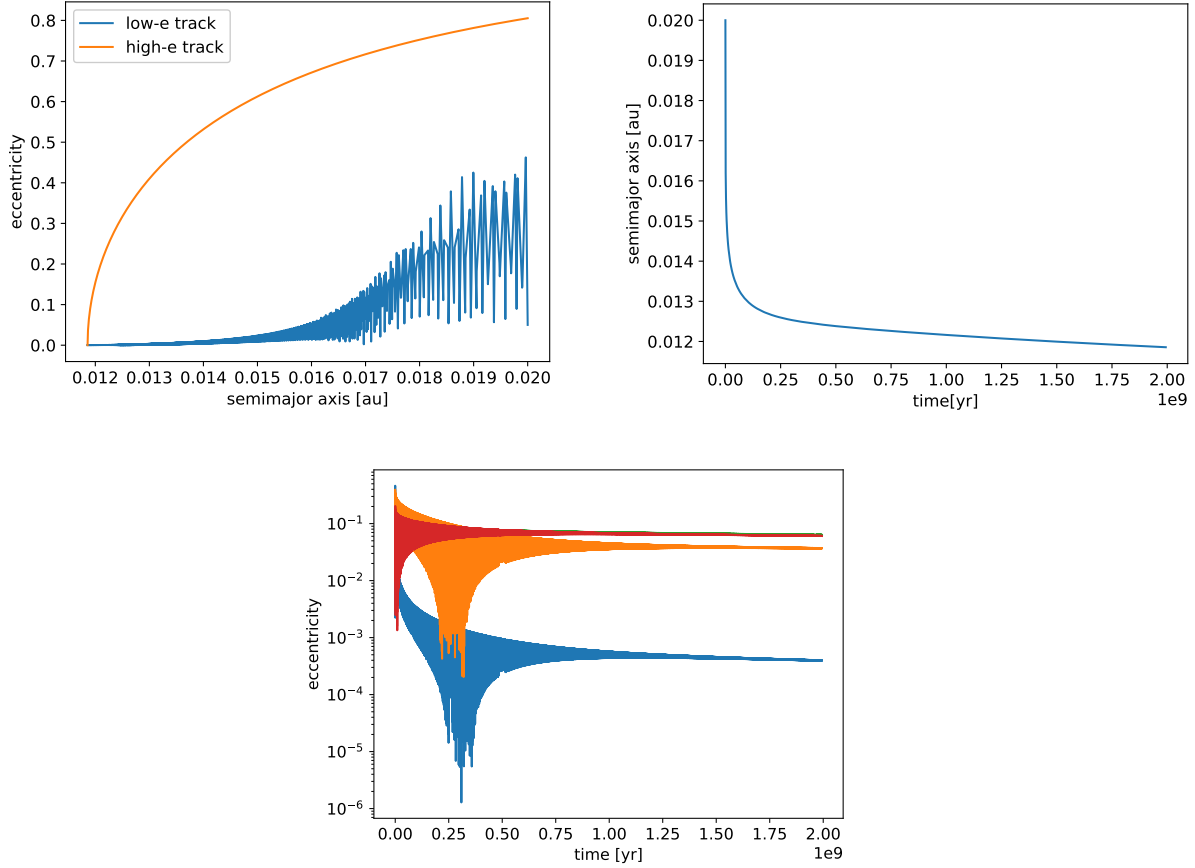 0.8
0.7
0.6
0.5
0.4
0.3
0.2
0.1
0.0
eccentricity
low-e track
high-e track
0.012 0.013 0.014 0.015 0.016 0.017 0.018 0.019 0.020
semimajor axis [au]
0.020
0.019
0.018
0.017
0.016
0.015
0.014
0.013
0.012
semimajor axis [au]
0.00 0.25 0.50 0.75 1.00 1.25 1.50 1.75 2.00
time[yr]
1e9
10⁻¹
10⁻²
10⁻³
10⁻⁴
10⁻⁵
10⁻⁶
eccentricity
0.00 0.25 0.50 0.75 1.00 1.25 1.50 1.75 2.00
time [yr]
1e9